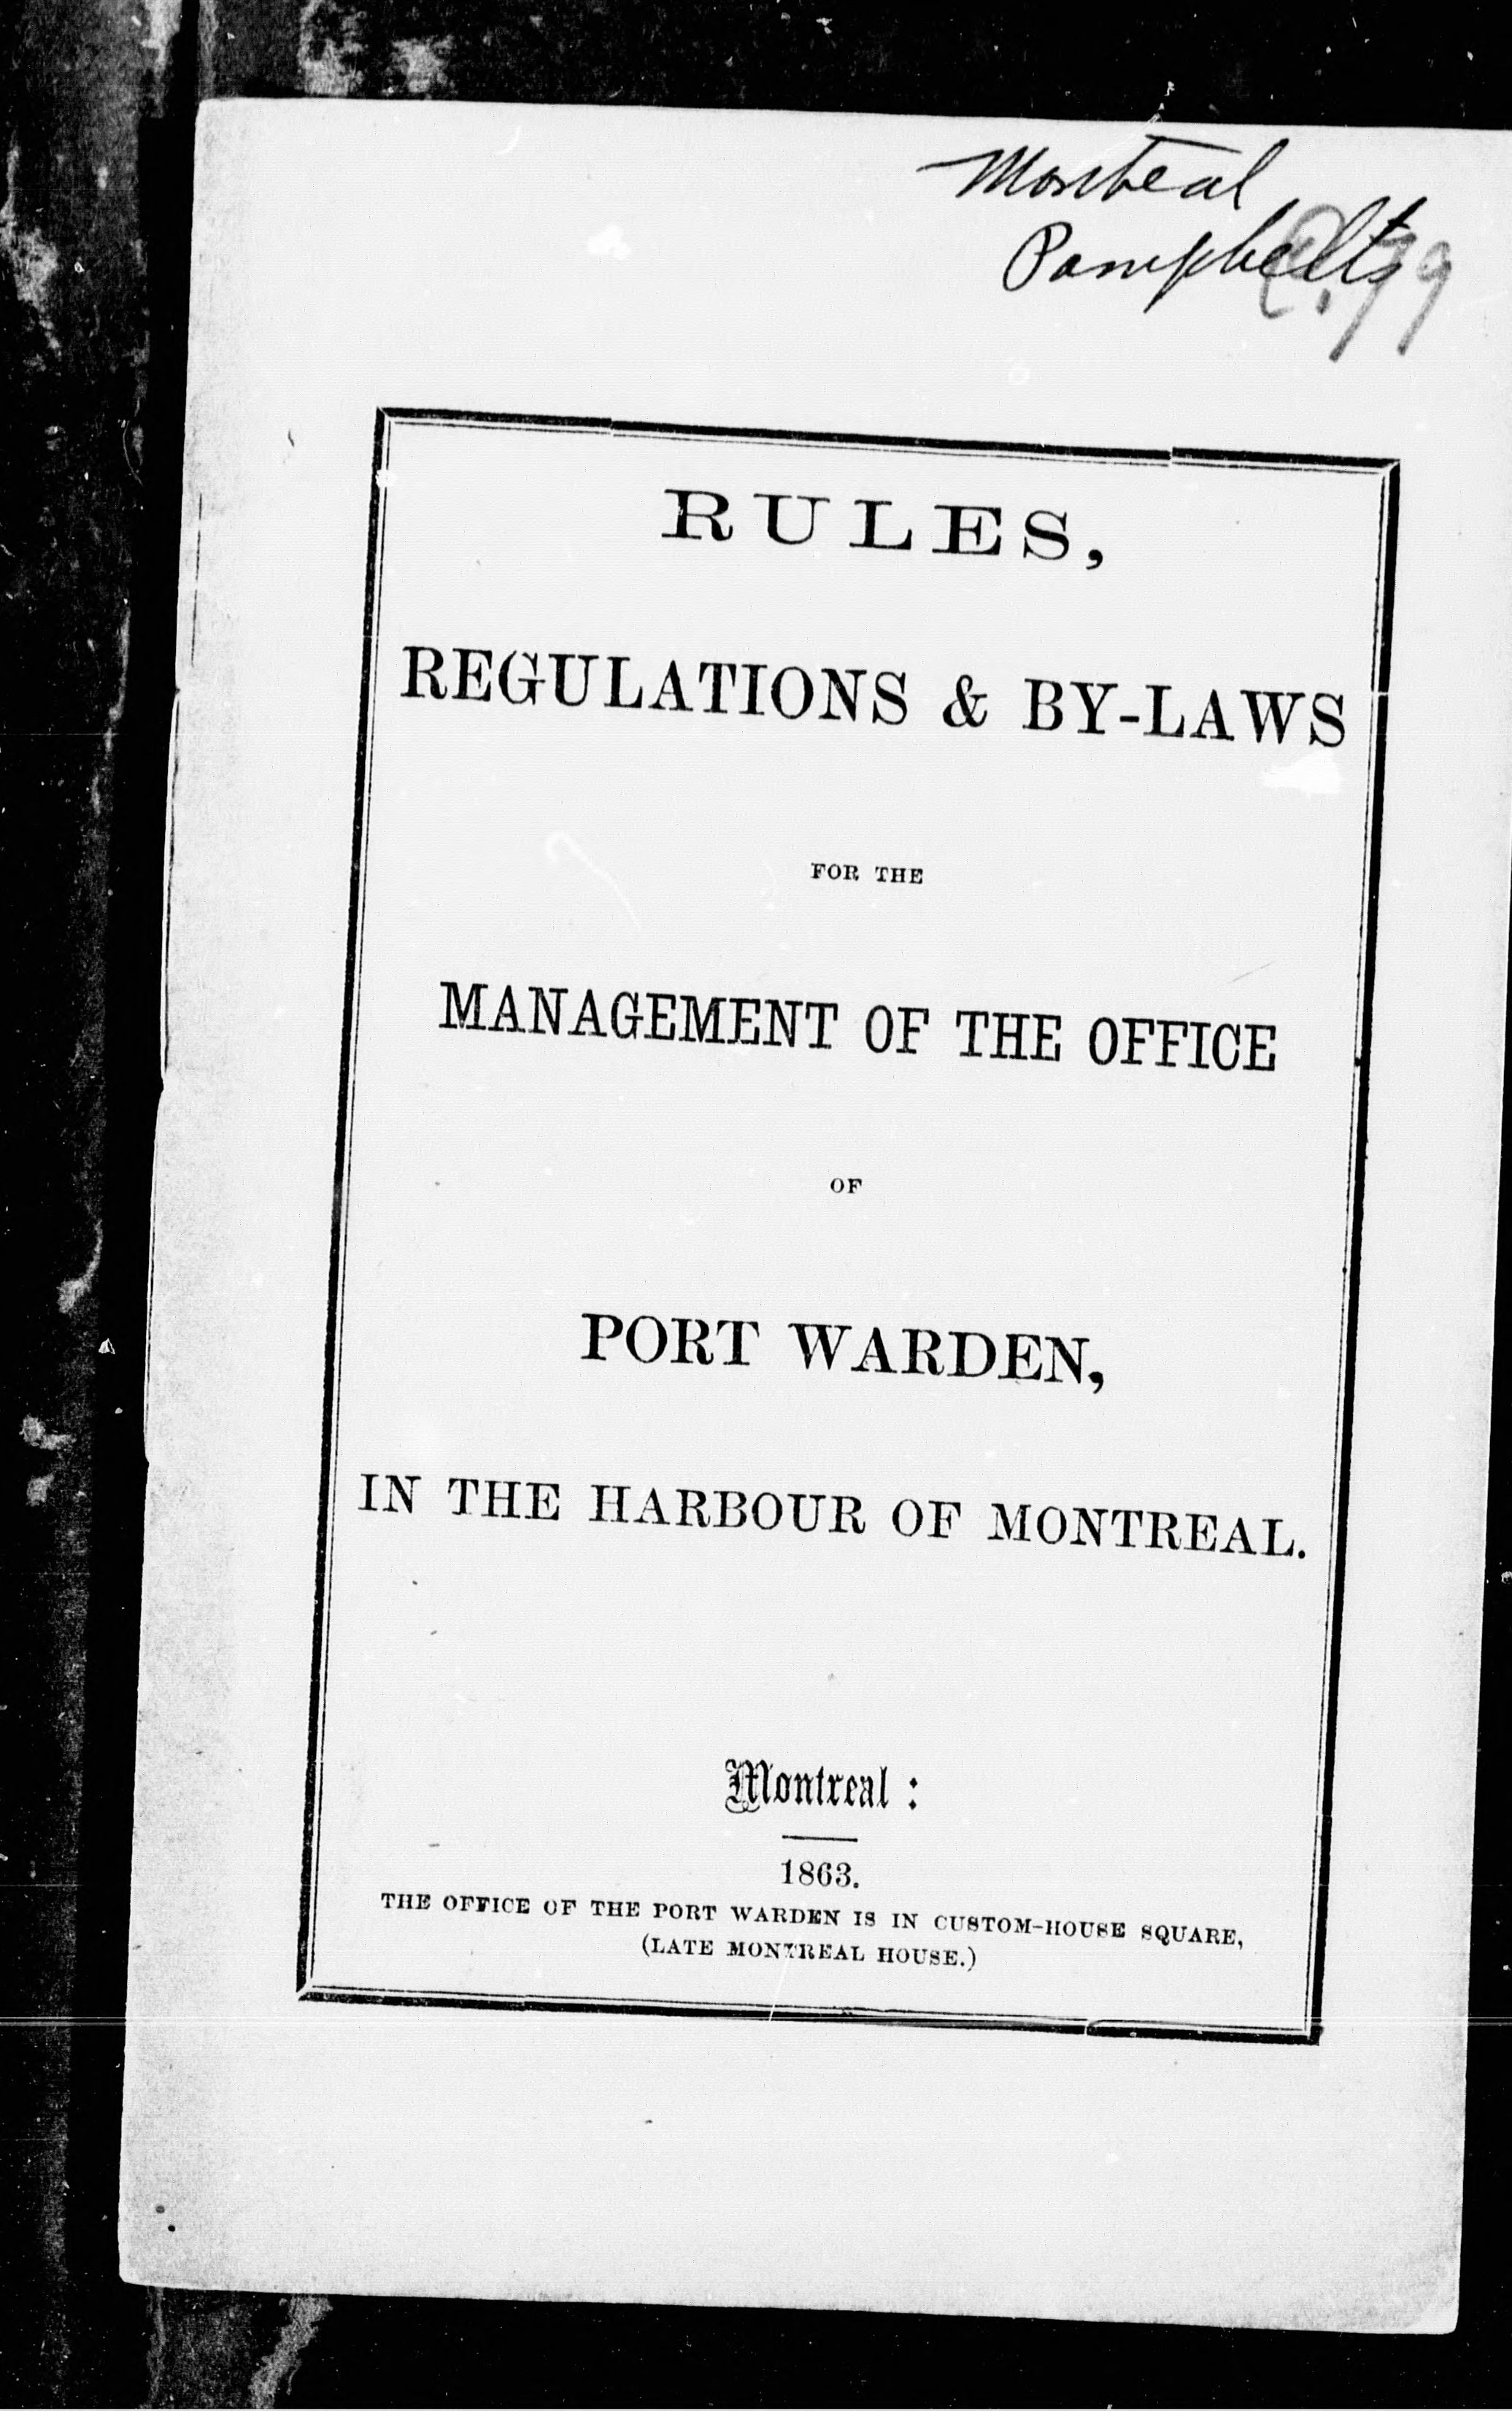 Montreal
Pamphlets
RULES,
REGULATIONS & BY-LAWS
FOR THE
MANAGEMENT OF THE OFFICE
OF
PORT WARDEN,
IN THE HARBOUR OF MONTREAL.
Montreal :
1863.
THE OFFICE OF THE PORT WARDEN IS IN CUSTOM-HOUSE SQUARE,
(LATE MONTREAL HOUSE.)